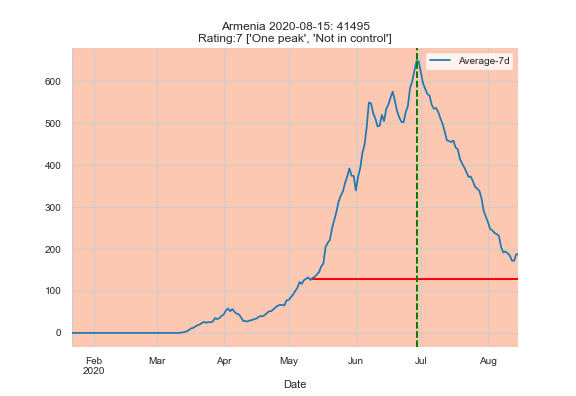 Armenia 2020-08-15: 41495
Rating:7 ['One peak', 'Not in control']
Average-7d
600
500
400
300
200
100
0
Feb
2020
Mar
Apr
May
Jun
Jul
Aug
Date